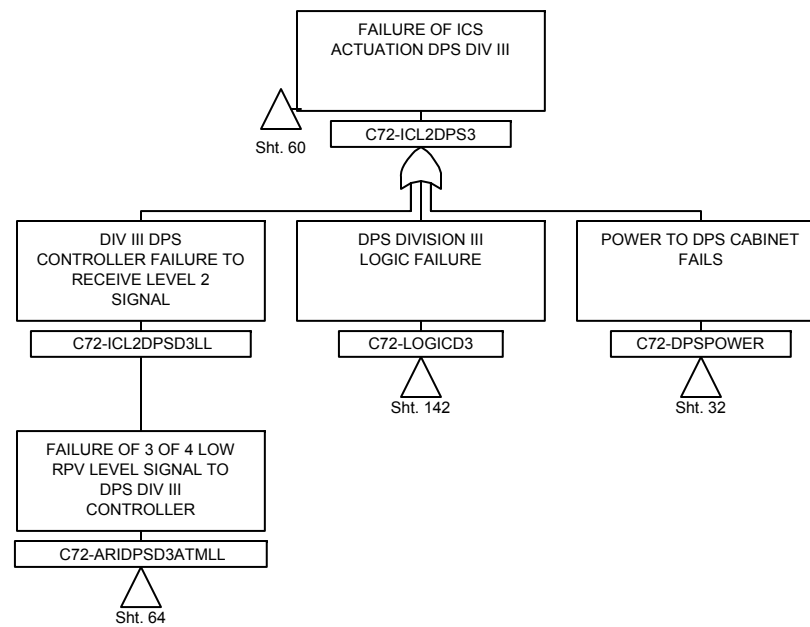 FAILURE OF ICS
ACTUATION DPS DIV III
Sht. 60
C72-ICL2DPS3
DIV III DPS
CONTROLLER FAILURE TO
RECEIVE LEVEL 2
SIGNAL
DPS DIVISION III
LOGIC FAILURE
POWER TO DPS CABINET
FAILS
C72-ICL2DPSD3LL
C72-LOGICD3
C72-DPSPOWER
Sht. 142
Sht. 32
FAILURE OF 3 OF 4 LOW
RPV LEVEL SIGNAL TO
DPS DIV III
CONTROLLER
C72-ARIDPSD3ATMLL
Sht. 64